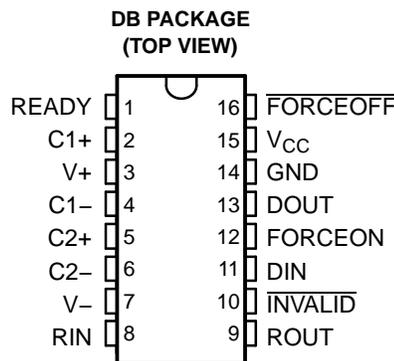 DB PACKAGE
(TOP VIEW)
READY 1 16 FORCEOFF
C1+ 2 15 VCC
V+ 3 14 GND
C1− 4 13 DOUT
C2+ 5 12 FORCEON
C2− 6 11 DIN
V− 7 10 INVALID
RIN 8 9 ROUT